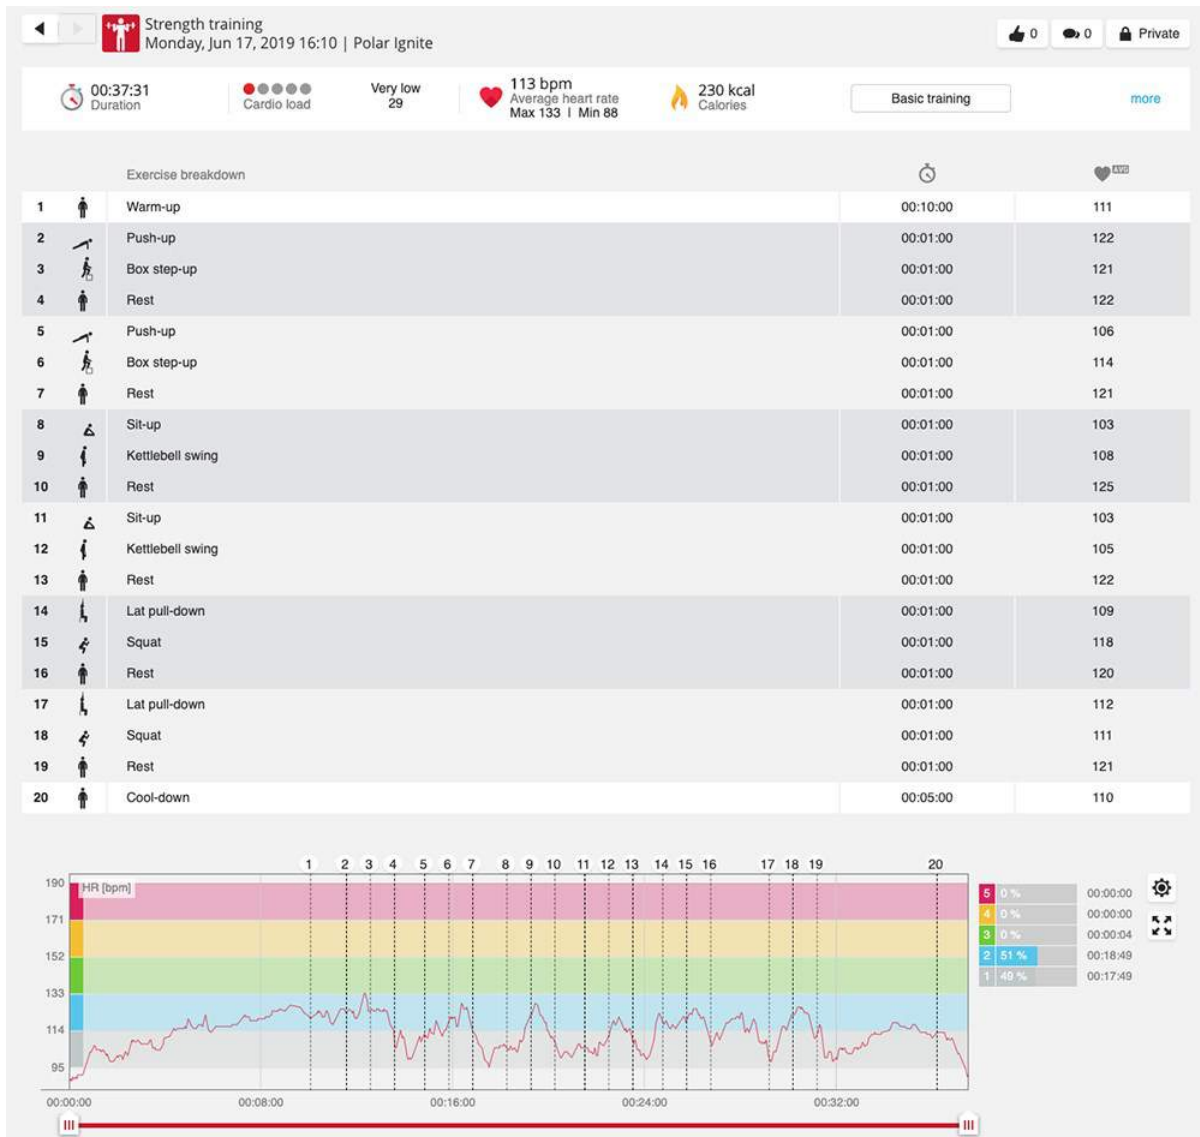 Strength training
Monday, Jun 17, 2019 16:10 | Polar Ignite
0
0
Private
00:37:31
Duration
Cardio load
Very low
29
113 bpm
Average heart rate
Max 133 | Min 88
230 kcal
Calories
Basic training
more
Exercise breakdown AVG
1 Warm-up 00:10:00 111
2 Push-up 00:01:00 122
3 Box step-up 00:01:00 121
4 Rest 00:01:00 122
5 Push-up 00:01:00 106
6 Box step-up 00:01:00 114
7 Rest 00:01:00 121
8 Sit-up 00:01:00 103
9 Kettlebell swing 00:01:00 108
10 Rest 00:01:00 125
11 Sit-up 00:01:00 103
12 Kettlebell swing 00:01:00 105
13 Rest 00:01:00 122
14 Lat pull-down 00:01:00 109
15 Squat 00:01:00 118
16 Rest 00:01:00 120
17 Lat pull-down 00:01:00 112
18 Squat 00:01:00 111
19 Rest 00:01:00 121
20 Cool-down 00:05:00 110
1 2 3 4 5 6 7 8 9 10 11 12 13 14 15 16 17 18 19 20
HR [bpm]
190
171
152
133
114
95
00:00:00 00:08:00 00:16:00 00:24:00 00:32:00
5 0 % 00:00:00
4 0 % 00:00:00
3 0 % 00:00:04
2 51 % 00:18:49
1 49 % 00:17:49